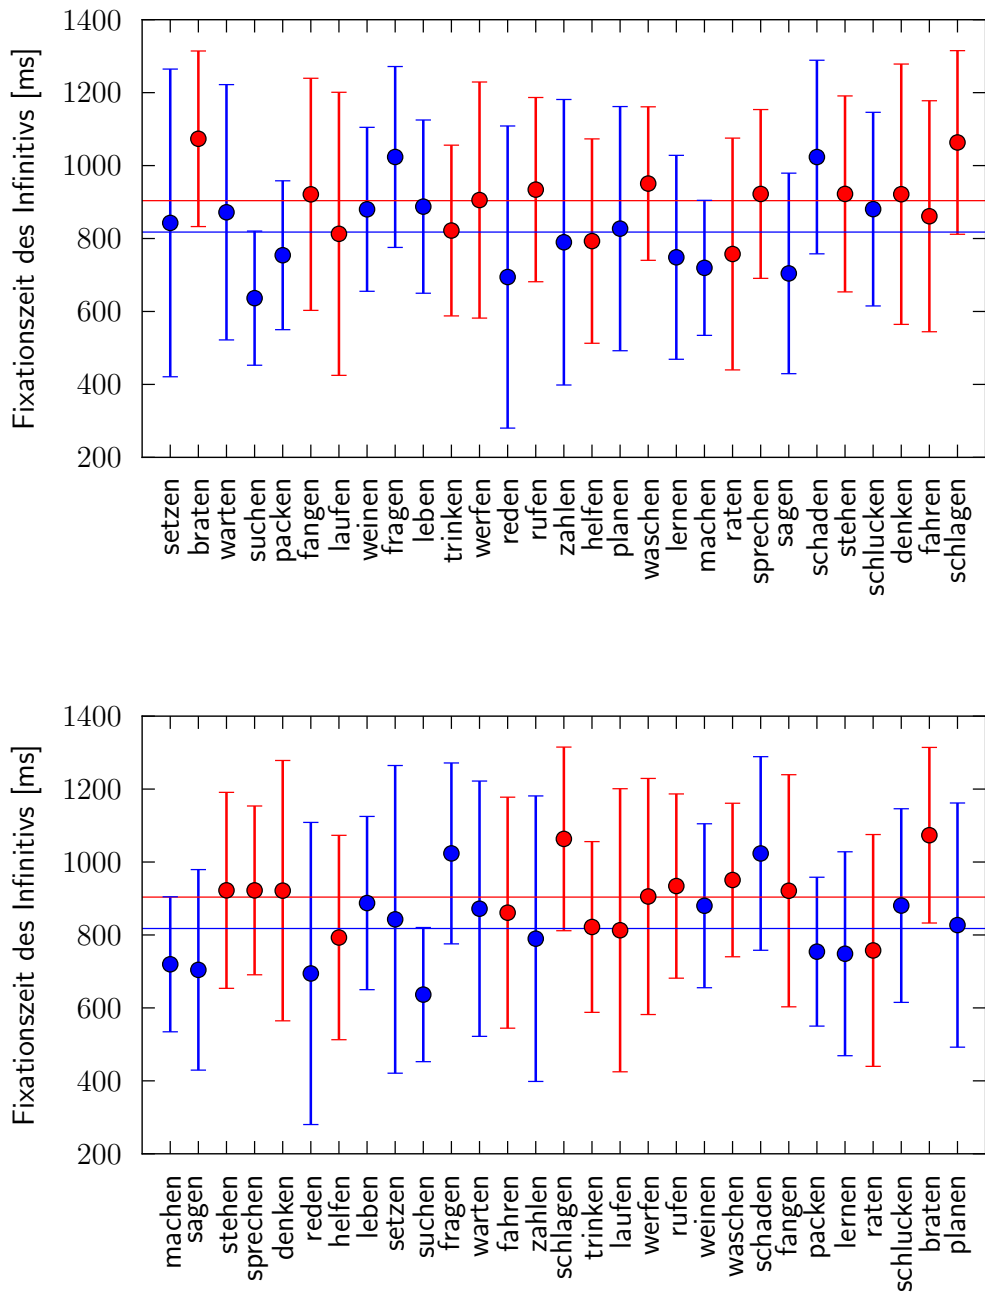 1400
1200
1000
800
600
400
200
Fixationszeit des Infinitivs [ms]
setzen
braten
warten
suchen
packen
fangen
laufen
weinen
fragen
leben
trinken
werfen
reden
rufen
zahlen
helfen
planen
waschen
lernen
machen
raten
sprechen
sagen
schaden
stehen
schlucken
denken
fahren
schlagen
1400
1200
1000
800
600
400
200
Fixationszeit des Infinitivs [ms]
machen
sagen
stehen
sprechen
denken
reden
helfen
leben
setzen
suchen
fragen
warten
fahren
zahlen
schlagen
trinken
laufen
werfen
rufen
weinen
waschen
schaden
fangen
packen
lernen
raten
schlucken
braten
planen